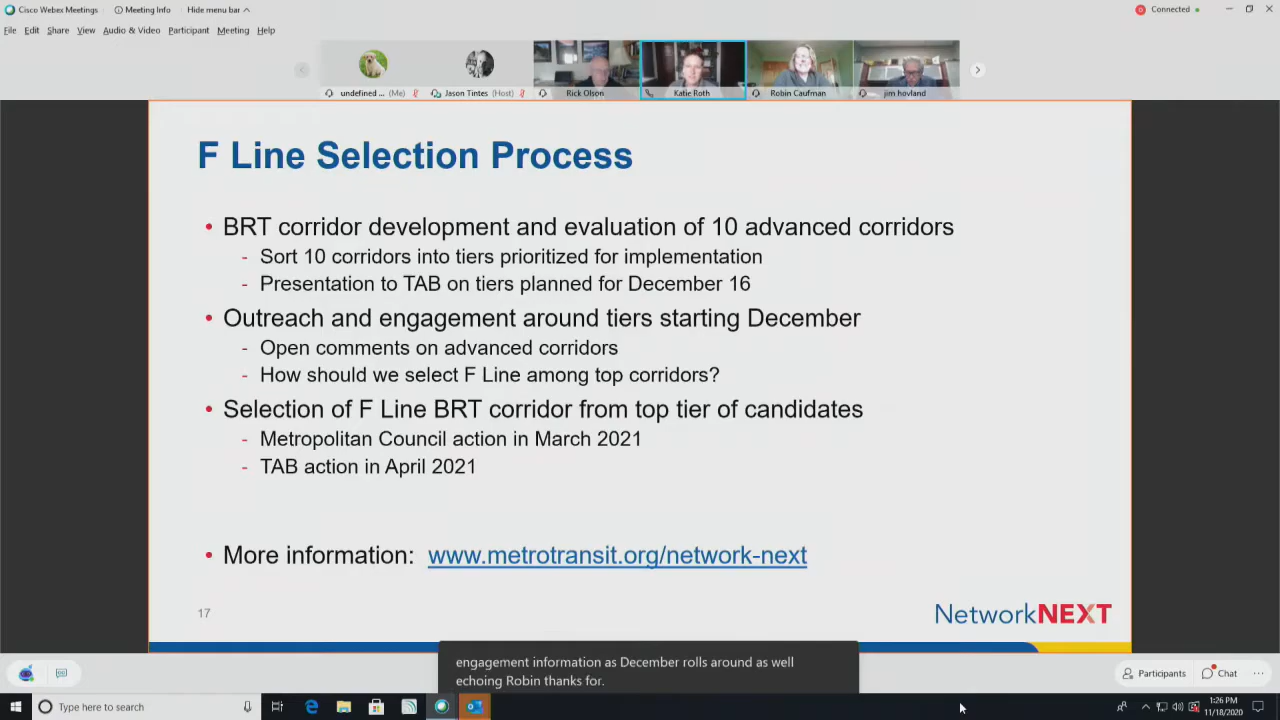 Cisco Webex Meetings
Meeting Info
Hide menu bar
Connected
File Edit Share View Audio & Video Participant Meeting Help
undefined ... (Me)
Jason Tintes (Host)
Rick Olson
Katie Roth
Robin Caufman
jim hovland
F Line Selection Process
• BRT corridor development and evaluation of 10 advanced corridors
- Sort 10 corridors into tiers prioritized for implementation
- Presentation to TAB on tiers planned for December 16
• Outreach and engagement around tiers starting December
- Open comments on advanced corridors
- How should we select F Line among top corridors?
• Selection of F Line BRT corridor from top tier of candidates
- Metropolitan Council action in March 2021
- TAB action in April 2021
• More information: www.metrotransit.org/network-next
17
NetworkNEXT
engagement information as December rolls around as well
echoing Robin thanks for.
Participants
Chat
Type here to search
1:26 PM
11/18/2020